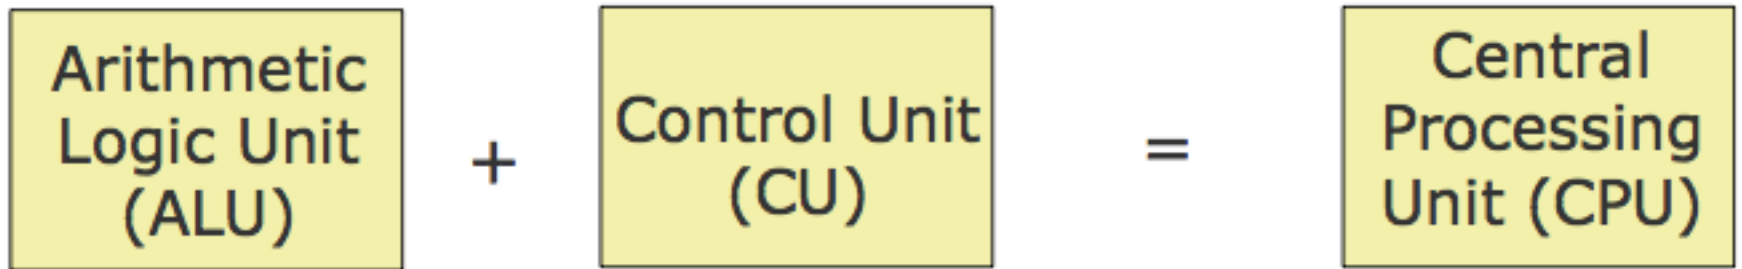 Arithmetic
Logic Unit
(ALU)
+
Control Unit
(CU)
=
Central
Processing
Unit (CPU)